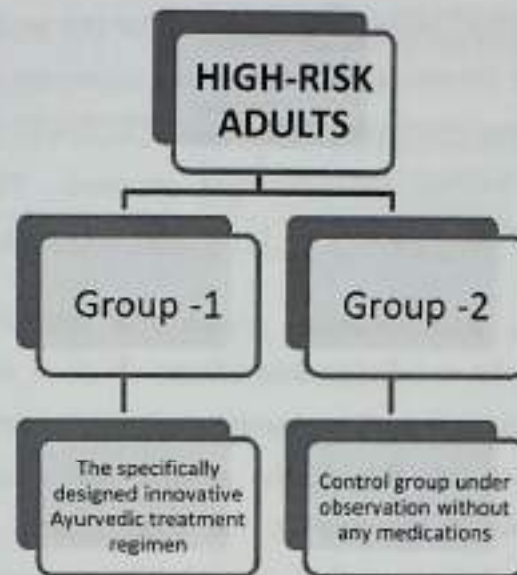 HIGH-RISK
ADULTS
Group -1
Group -2
The specifically
designed innovative
Ayurvedic treatment
regimen
Control group under
observation without
any medications